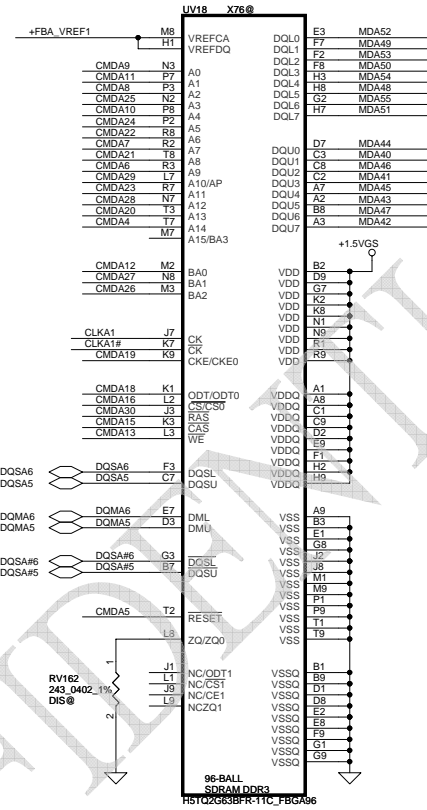 UV18 X76@
+FBA_VREF1 M8 VREFCA
H1 VREFDQ
CMDA9 N3 A0
CMDA11 P7 A1
CMDA8 P3 A2
CMDA25 N2 A3
CMDA10 P8 A4
CMDA24 P2 A5
CMDA22 R8 A6
CMDA7 R2 A7
CMDA21 T8 A8
CMDA6 R3 A9
CMDA29 L7 A10/AP
CMDA23 R7 A11
CMDA28 N7 A12
CMDA20 T3 A13
CMDA4 T7 A14
M7 A15/BA3
CMDA12 M2 BA0
CMDA27 N8 BA1
CMDA26 M3 BA2
CLKA1 J7 CK
CLKA1# K7 CK
CMDA19 K9 CKE/CKE0
CMDA18 K1 ODT/ODT0
CMDA16 L2 CS/CS0
CMDA30 J3 RAS
CMDA15 K3 CAS
CMDA13 L3 WE
DQSA6 DQSA6 F3 DQSL
DQSA5 DQSA5 C7 DQSU
DQMA6 DQMA6 E7 DML
DQMA5 DQMA5 D3 DMU
DQSA#6 DQSA#6 G3 DQSL
DQSA#5 DQSA#5 B7 DQSU
CMDA5 T2 RESET
L8 ZQ/ZQ0
J1 NC/ODT1
L1 NC/CS1
J9 NC/CE1
L9 NCZQ1
RV162
243_0402_1%
DIS@
1
2
DQL0 E3 MDA52
DQL1 F7 MDA49
DQL2 F2 MDA53
DQL3 F8 MDA50
DQL4 H3 MDA54
DQL5 H8 MDA48
DQL6 G2 MDA55
DQL7 H7 MDA51
DQU0 D7 MDA44
DQU1 C3 MDA40
DQU2 C8 MDA46
DQU3 C2 MDA41
DQU4 A7 MDA45
DQU5 A2 MDA43
DQU6 B8 MDA47
DQU7 A3 MDA42
+1.5VGS
VDD B2
VDD D9
VDD G7
VDD K2
VDD K8
VDD N1
VDD N9
VDD R1
VDD R9
VDDQ A1
VDDQ A8
VDDQ C1
VDDQ C9
VDDQ D2
VDDQ E9
VDDQ F1
VDDQ H2
VDDQ H9
VSS A9
VSS B3
VSS E1
VSS G8
VSS J2
VSS J8
VSS M1
VSS M9
VSS P1
VSS P9
VSS T1
VSS T9
VSSQ B1
VSSQ B9
VSSQ D1
VSSQ D8
VSSQ E2
VSSQ E8
VSSQ F9
VSSQ G1
VSSQ G9
96-BALL
SDRAM DDR3
H5TQ2G63BFR-11C_FBGA96